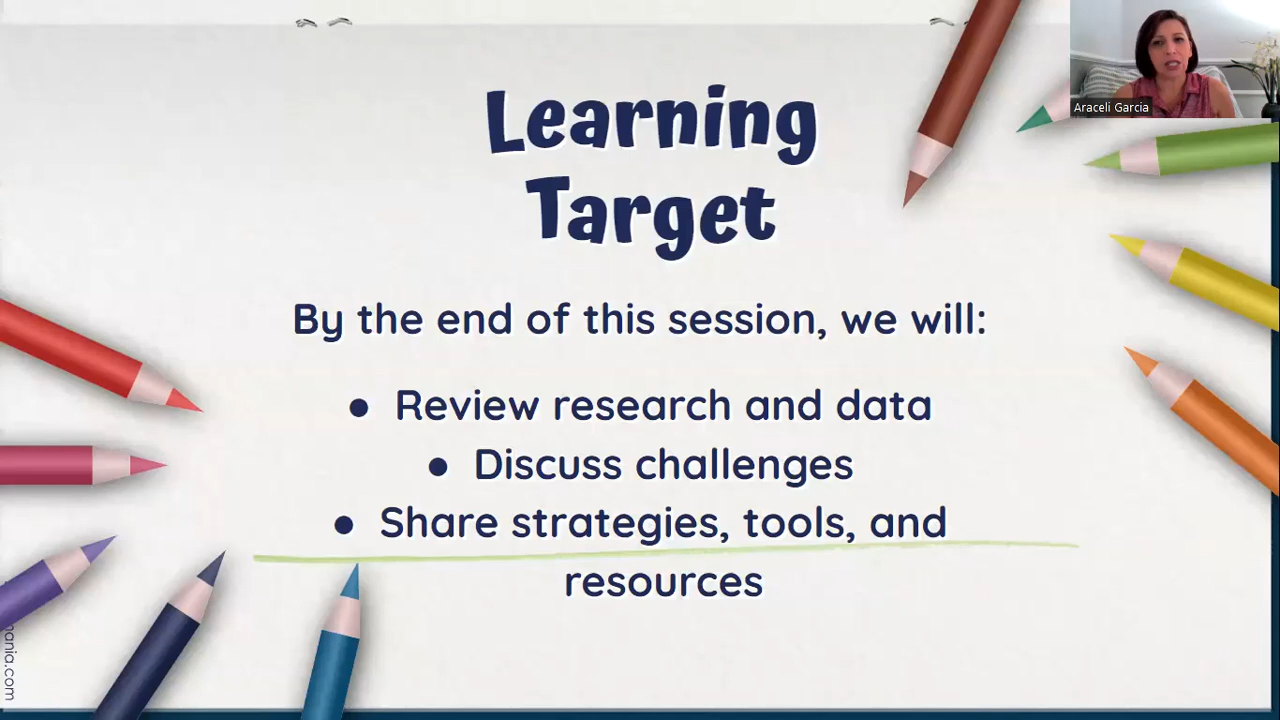 Araceli Garcia
Learning
Target
By the end of this session, we will:
● Review research and data
● Discuss challenges
● Share strategies, tools, and
resources